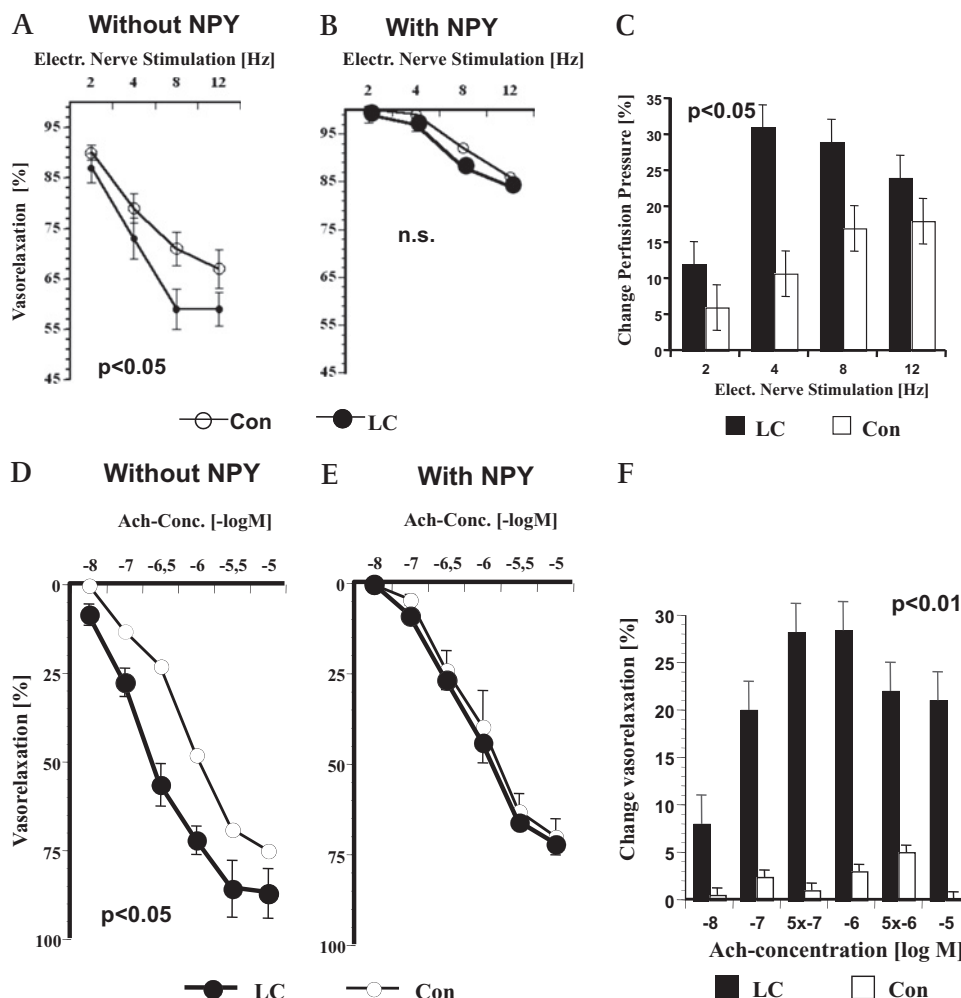 A Without NPY
Electr. Nerve Stimulation [Hz]
2 4 8 12
95
85
75
65
55
45
Vasorelaxation [%]
p<0.05
B With NPY
Electr. Nerve Stimulation [Hz]
2 4 8 12
95
85
75
65
55
45
n.s.
Con LC
C
p<0.05
35
30
25
20
15
10
5
0
Change Perfusion Pressure [%]
2 4 8 12
Elect. Nerve Stimulation [Hz]
LC Con
D Without NPY
Ach-Conc. [-logM]
-8 -7 -6,5 -6 -5,5 -5
0
25
50
75
100
Vasorelaxation [%]
p<0.05
E With NPY
Ach-Conc. [-logM]
-8 -7 -6,5 -6 -5,5 -5
0
25
50
75
100
LC Con
F
p<0.01
30
25
20
15
10
5
0
Change vasorelaxation [%]
-8 -7 5x-7 -6 5x-6 -5
Ach-concentration [log M]
LC Con